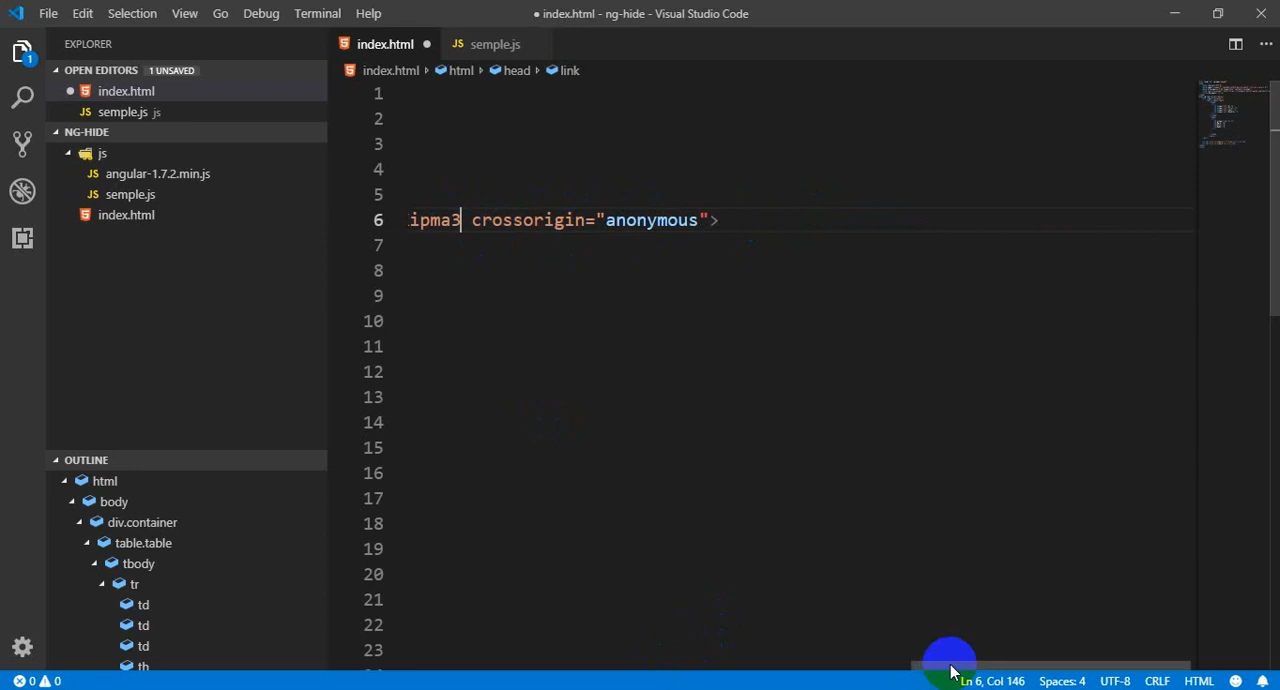 File Edit Selection View Go Debug Terminal Help ● index.html - ng-hide - Visual Studio Code
EXPLORER
index.html ● JS semple.js
OPEN EDITORS 1 UNSAVED
index.html > html > head > link
● index.html
JS semple.js js
NG-HIDE
js
JS angular-1.7.2.min.js
JS semple.js
index.html
1
2
3
4
5
6 ipma3 crossorigin="anonymous">
7
8
9
10
11
12
13
14
15
16
17
18
19
20
21
22
23
OUTLINE
html
body
div.container
table.table
tbody
tr
td
td
td
th
0 0 Ln 6, Col 146 Spaces: 4 UTF-8 CRLF HTML
1